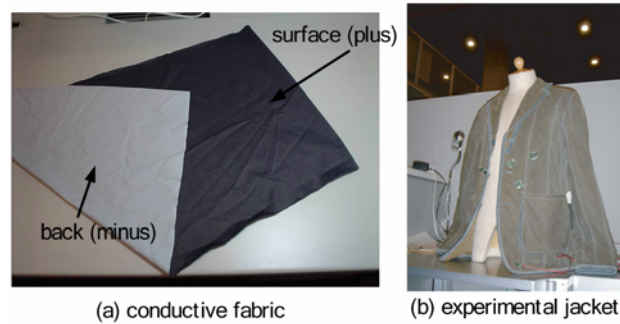 surface (plus)
back (minus)
(a) conductive fabric
(b) experimental jacket